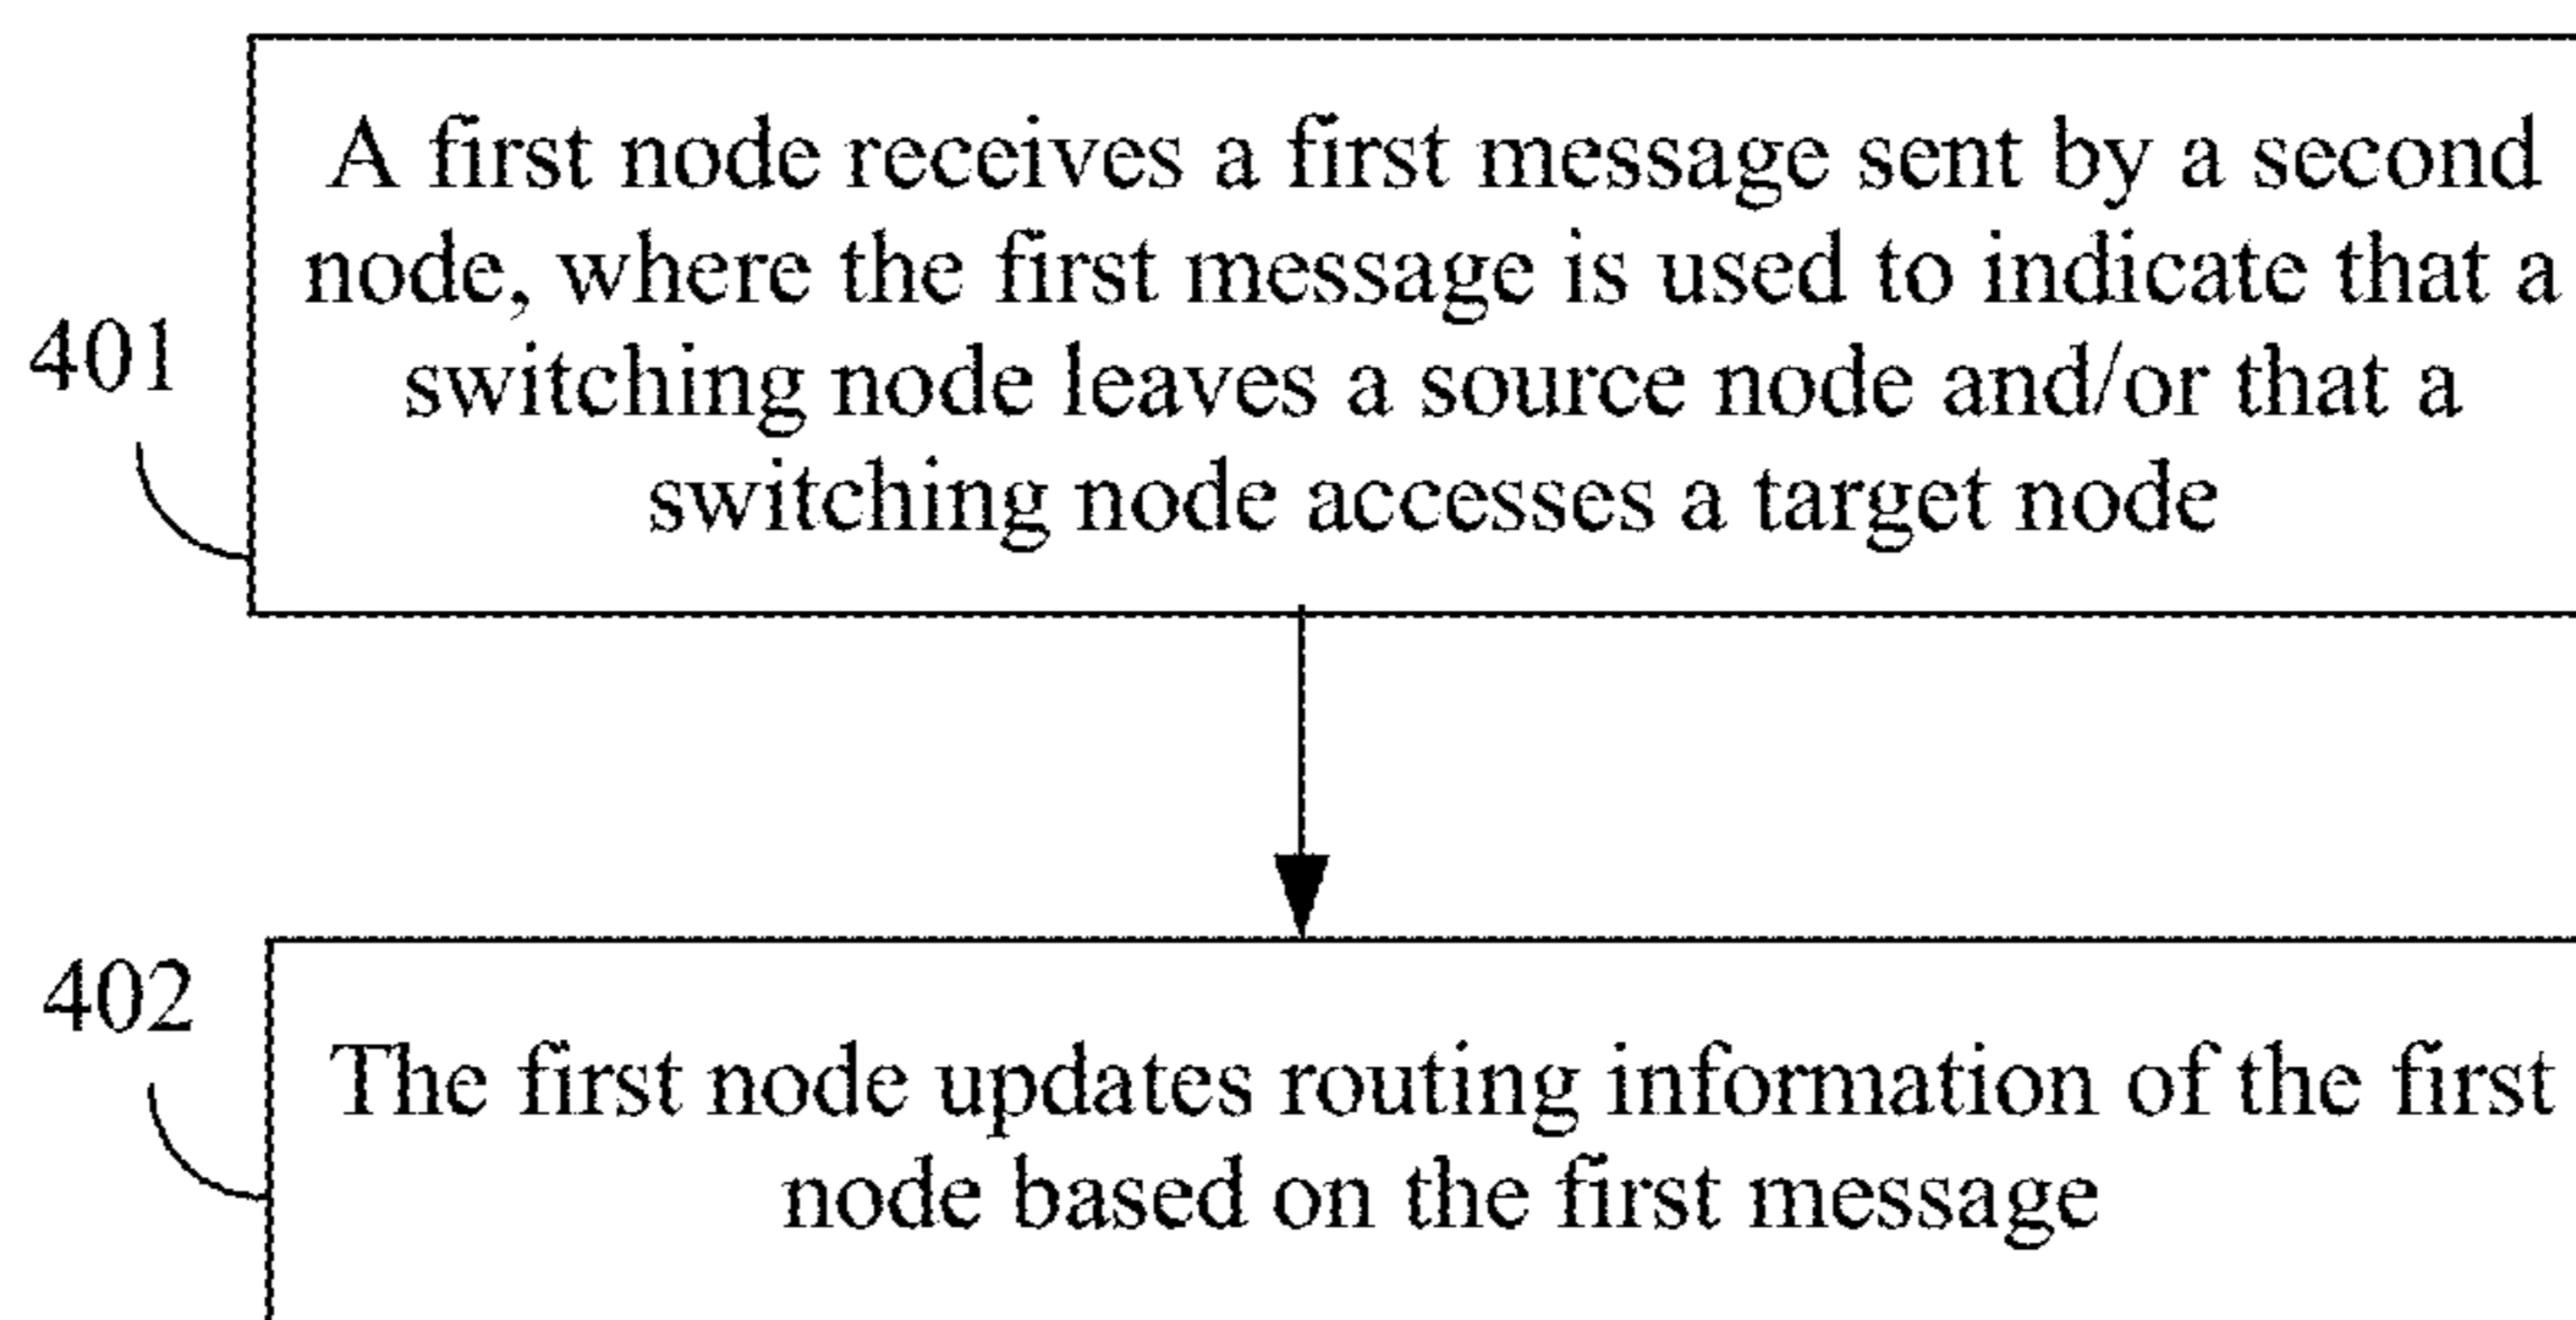 A first node receives a first message sent by a second
node, where the first message is used to indicate that a
switching node leaves a source node and/or that a
switching node accesses a target node
401
402
The first node updates routing information of the first
node based on the first message